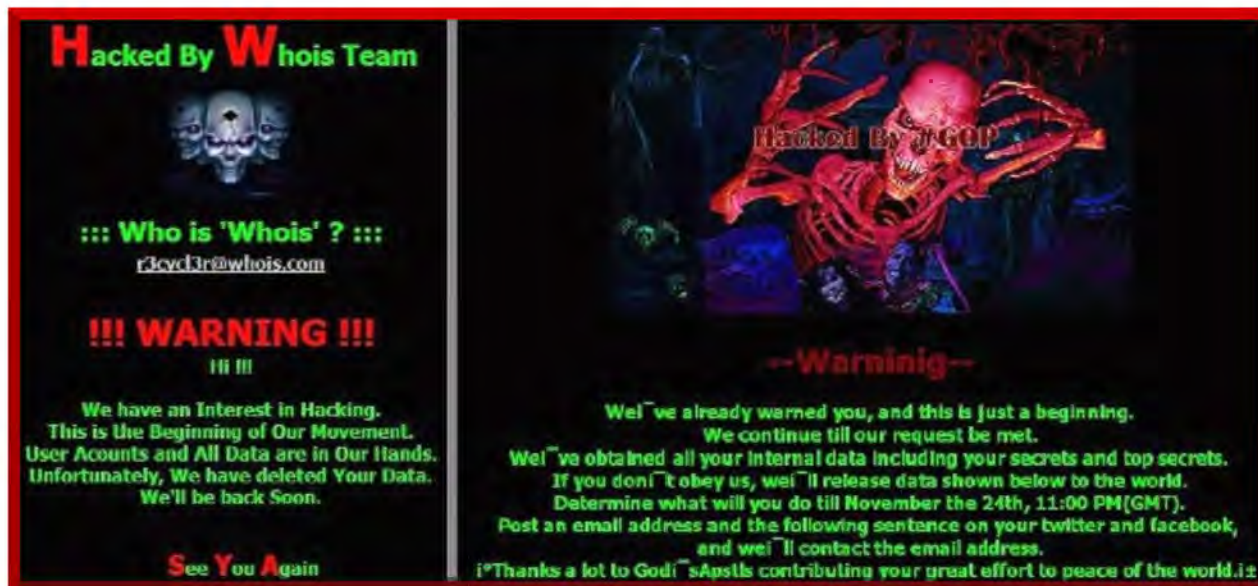 Hacked By Whois Team
::: Who is 'Whois' ? :::
r3cycl3r@whois.com
!!! WARNING !!!
Hi !!!
We have an Interest in Hacking.
This is the Beginning of Our Movement.
User Acounts and All Data are in Our Hands.
Unfortunately, We have deleted Your Data.
We'll be back Soon.
See You Again
Hacked By #GOP
--Warninig--
Wei¯ve already warned you, and this is just a beginning.
We continue till our request be met.
Wei¯ve obtained all your internal data including your secrets and top secrets.
If you doni¯t obey us, wei¯ll release data shown below to the world.
Determine what will you do till November the 24th, 11:00 PM(GMT).
Post an email address and the following sentence on your twitter and facebook,
and wei¯ll contact the email address.
i°Thanks a lot to Godi¯sApstls contributing your great effort to peace of the world.i±